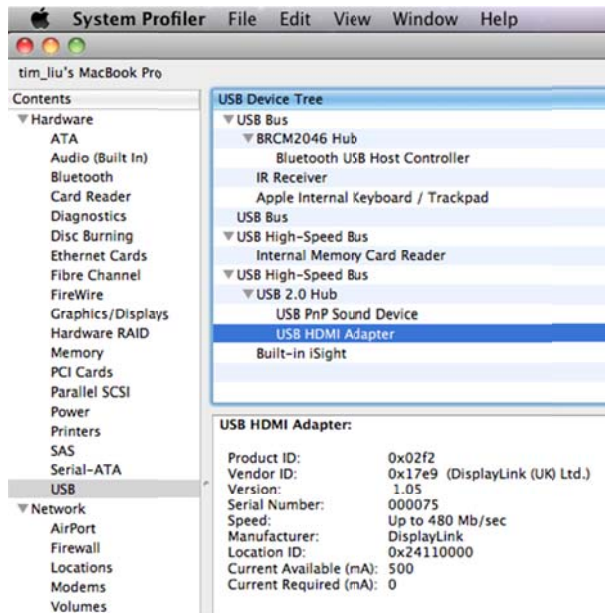 System Profiler File Edit View Window Help
tim_liu's MacBook Pro
Contents
Hardware
ATA
Audio (Built In)
Bluetooth
Card Reader
Diagnostics
Disc Burning
Ethernet Cards
Fibre Channel
FireWire
Graphics/Displays
Hardware RAID
Memory
PCI Cards
Parallel SCSI
Power
Printers
SAS
Serial-ATA
USB
Network
AirPort
Firewall
Locations
Modems
Volumes
USB Device Tree
USB Bus
BRCM2046 Hub
Bluetooth USB Host Controller
IR Receiver
Apple Internal Keyboard / Trackpad
USB Bus
USB High-Speed Bus
Internal Memory Card Reader
USB High-Speed Bus
USB 2.0 Hub
USB PnP Sound Device
USB HDMI Adapter
Built-in iSight
USB HDMI Adapter:
Product ID: 0x02f2
Vendor ID: 0x17e9 (DisplayLink (UK) Ltd.)
Version: 1.05
Serial Number: 000075
Speed: Up to 480 Mb/sec
Manufacturer: DisplayLink
Location ID: 0x24110000
Current Available (mA): 500
Current Required (mA): 0